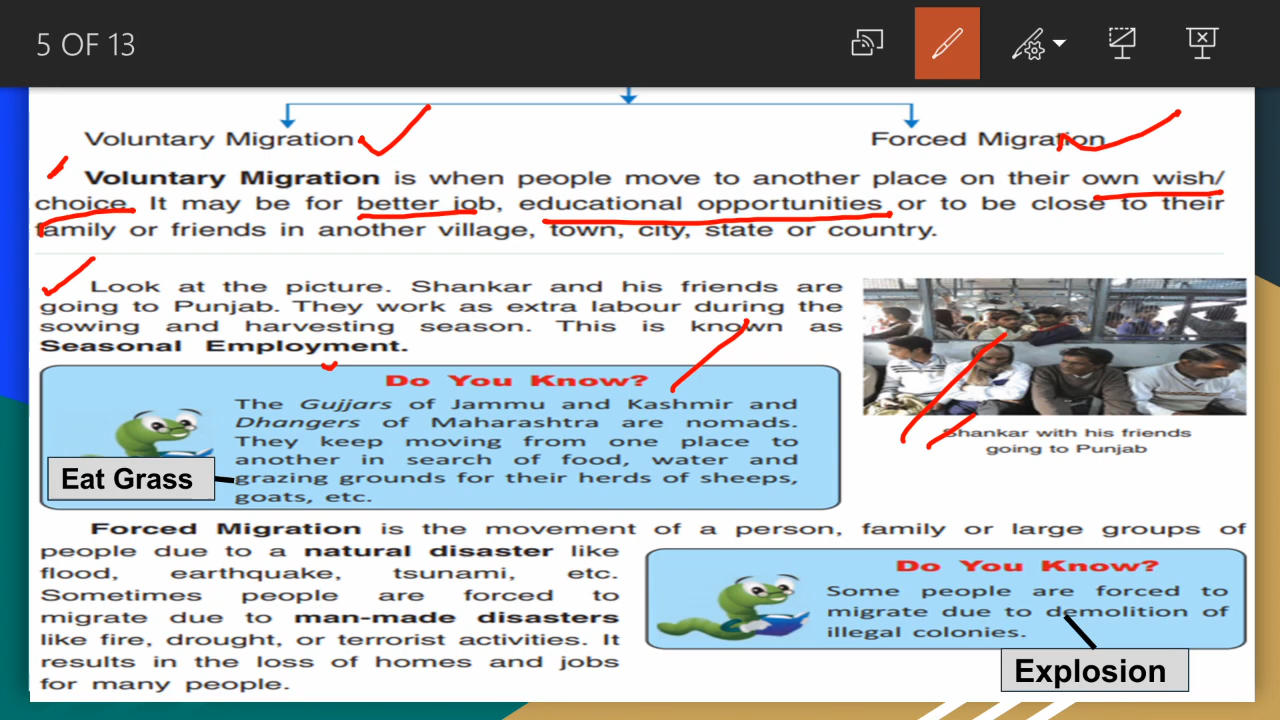 5 OF 13
Voluntary Migration
Forced Migration
Voluntary Migration is when people move to another place on their own wish/
choice. It may be for better job, educational opportunities or to be close to their
family or friends in another village, town, city, state or country.
Look at the picture. Shankar and his friends are
going to Punjab. They work as extra labour during the
sowing and harvesting season. This is known as
Seasonal Employment.
Shankar with his friends
going to Punjab
Do You Know?
The Gujjars of Jammu and Kashmir and
Dhangers of Maharashtra are nomads.
They keep moving from one place to
another in search of food, water and
grazing grounds for their herds of sheeps,
goats, etc.
Eat Grass
Forced Migration is the movement of a person, family or large groups of
people due to a natural disaster like
flood, earthquake, tsunami, etc.
Sometimes people are forced to
migrate due to man-made disasters
like fire, drought, or terrorist activities. It
results in the loss of homes and jobs
for many people.
Do You Know?
Some people are forced to
migrate due to demolition of
illegal colonies.
Explosion